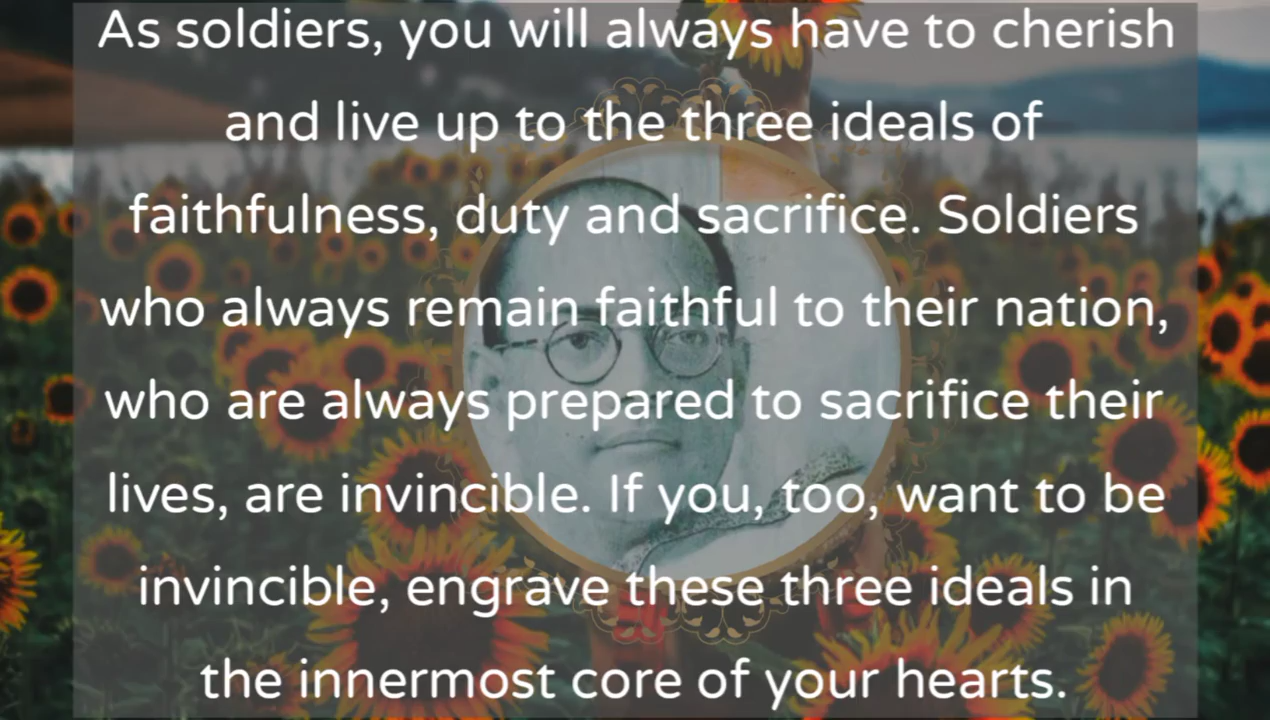 As soldiers, you will always have to cherish
and live up to the three ideals of
faithfulness, duty and sacrifice. Soldiers
who always remain faithful to their nation,
who are always prepared to sacrifice their
lives, are invincible. If you, too, want to be
invincible, engrave these three ideals in
the innermost core of your hearts.